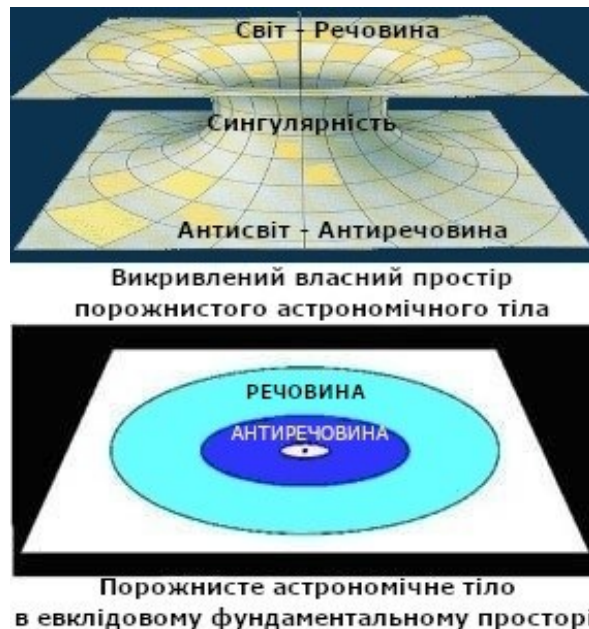 Світ - Речовина
Сингулярність
Антисвіт - Антиречовина
Викривлений власний простір
порожнистого астрономічного тіла
РЕЧОВИНА
АНТИРЕЧОВИНА
Порожнисте астрономічне тіло
в евклідовому фундаментальному просторі